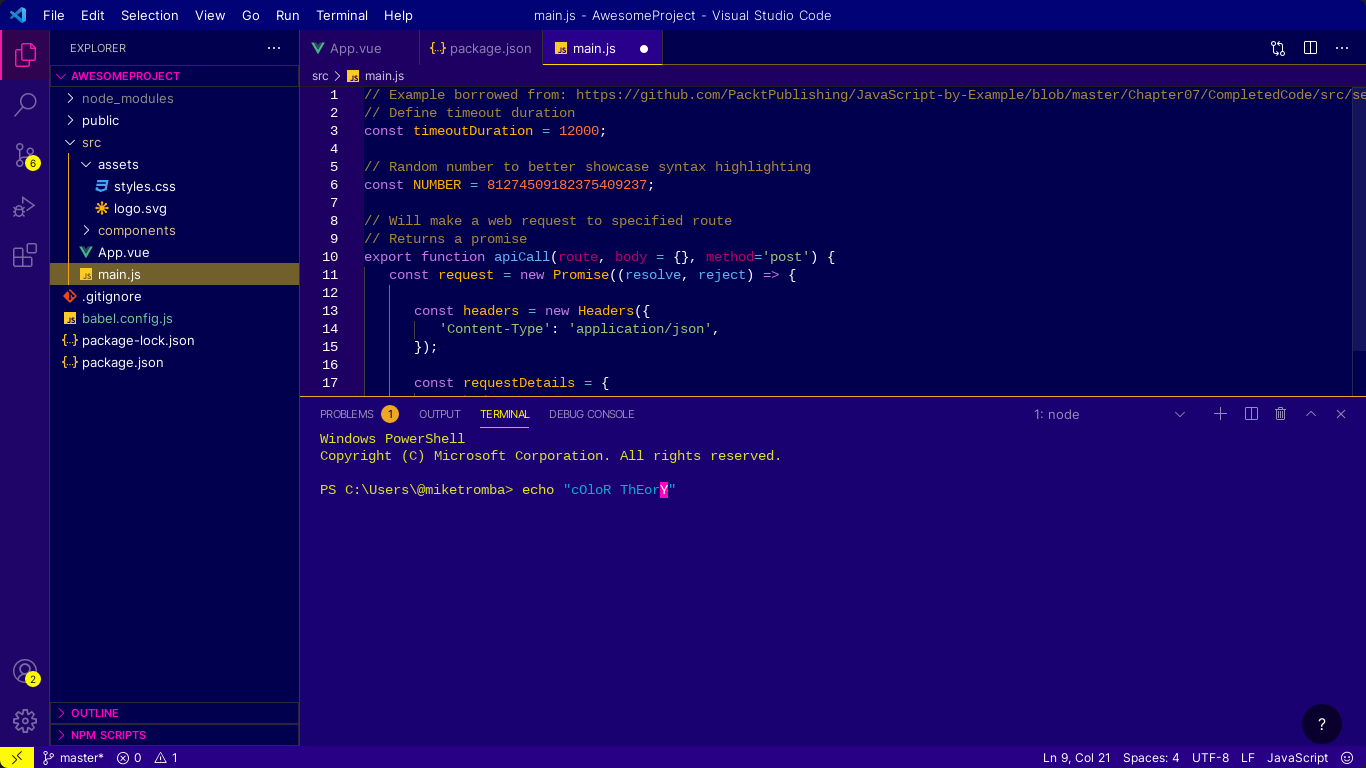 File Edit Selection View Go Run Terminal Help
main.js - AwesomeProject - Visual Studio Code
EXPLORER
AWESOMEPROJECT
node_modules
public
src
assets
styles.css
logo.svg
components
App.vue
main.js
.gitignore
babel.config.js
package-lock.json
package.json
OUTLINE
NPM SCRIPTS
6
2
App.vue
package.json
main.js
src main.js
1 // Example borrowed from: https://github.com/PacktPublishing/JavaScript-by-Example/blob/master/Chapter07/CompletedCode/src/se
2 // Define timeout duration
3 const timeoutDuration = 12000;
4
5 // Random number to better showcase syntax highlighting
6 const NUMBER = 81274509182375409237;
7
8 // Will make a web request to specified route
9 // Returns a promise
10 export function apiCall(route, body = {}, method='post') {
11 const request = new Promise((resolve, reject) => {
12
13 const headers = new Headers({
14 'Content-Type': 'application/json',
15 });
16
17 const requestDetails = {
PROBLEMS 1 OUTPUT TERMINAL DEBUG CONSOLE
1: node
Windows PowerShell
Copyright (C) Microsoft Corporation. All rights reserved.
PS C:\Users\@miketromba> echo "cOloR ThEorY"
?
master* 0 1
Ln 9, Col 21 Spaces: 4 UTF-8 LF JavaScript